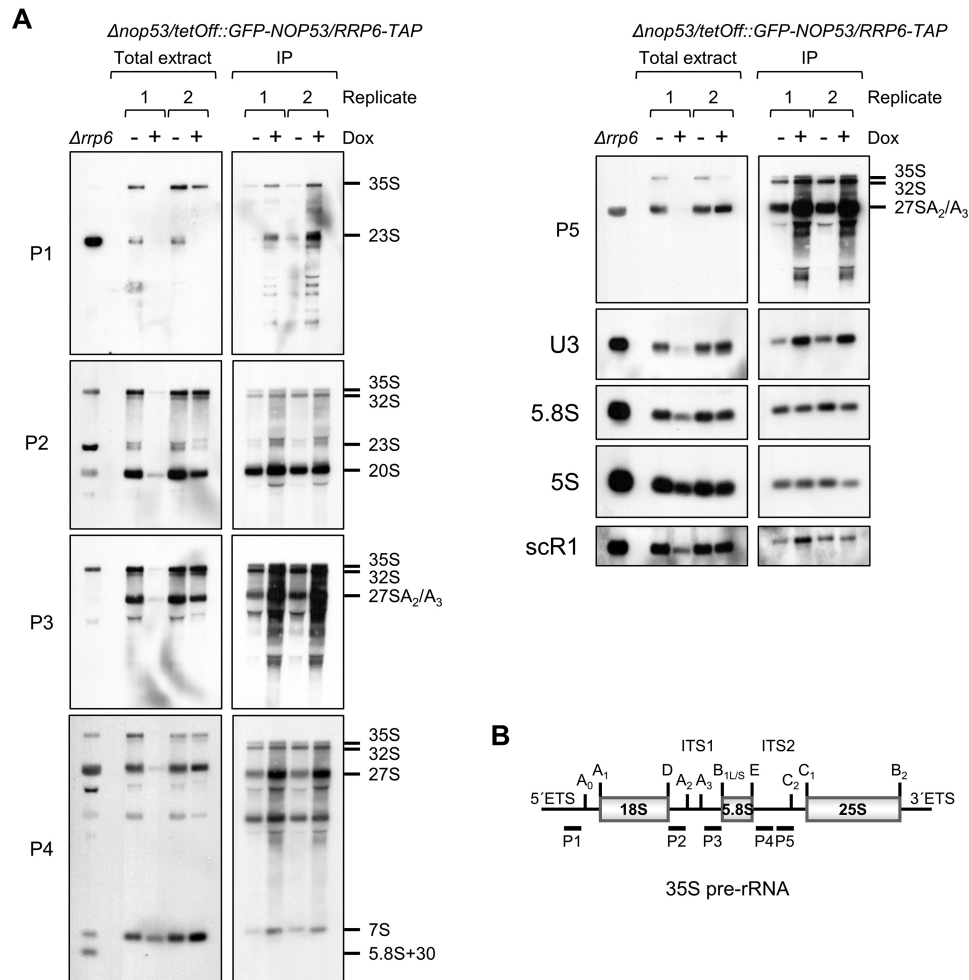 A
Δnop53/tetOff::GFP-NOP53/RRP6-TAP
Total extract IP
1 2 1 2 Replicate
Δrrp6 - + - + - + - + Dox
P1
35S
23S
P2
35S
32S
23S
20S
P3
35S
32S
27SA2/A3
P4
35S
32S
27S
7S
5.8S+30
Δnop53/tetOff::GFP-NOP53/RRP6-TAP
Total extract IP
1 2 1 2 Replicate
Δrrp6 - + - + - + - + Dox
P5
35S
32S
27SA2/A3
U3
5.8S
5S
scR1
B
ITS1 ITS2
5´ETS A0 A1 D A2 A3 B1L/S E C2 C1 B2 3´ETS
18S 5.8S 25S
P1 P2 P3 P4 P5
35S pre-rRNA